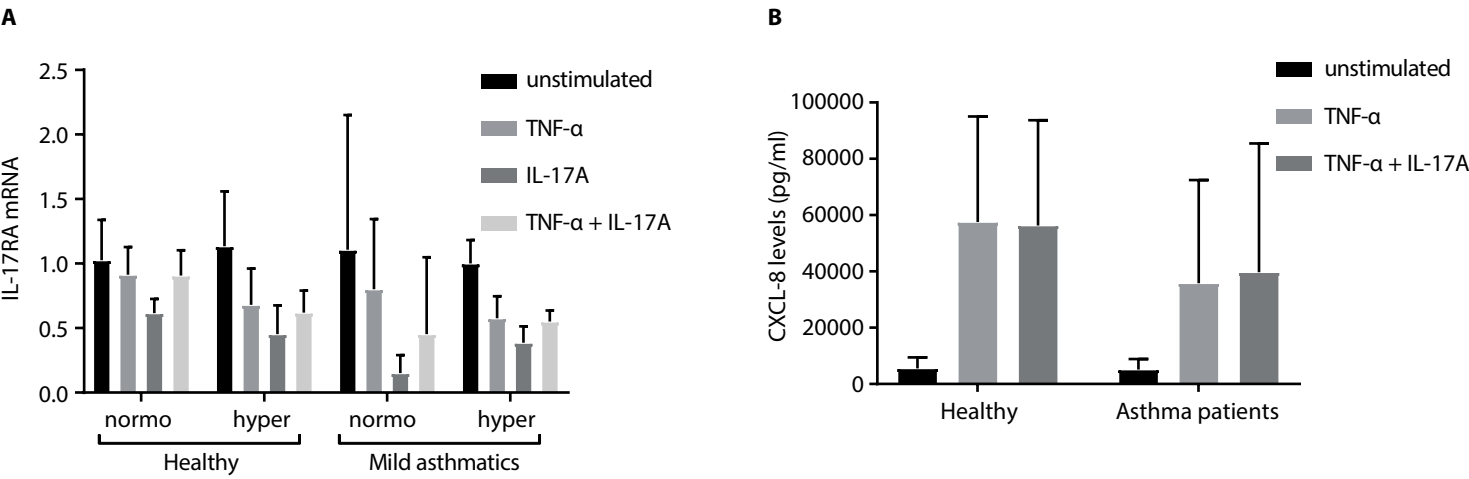 A
IL-17RA mRNA
2.5
2.0
1.5
1.0
0.5
0.0
unstimulated
TNF-α
IL-17A
TNF-α + IL-17A
normo hyper normo hyper
Healthy Mild asthmatics
B
CXCL-8 levels (pg/ml)
100000
80000
60000
40000
20000
0
unstimulated
TNF-α
TNF-α + IL-17A
Healthy Asthma patients